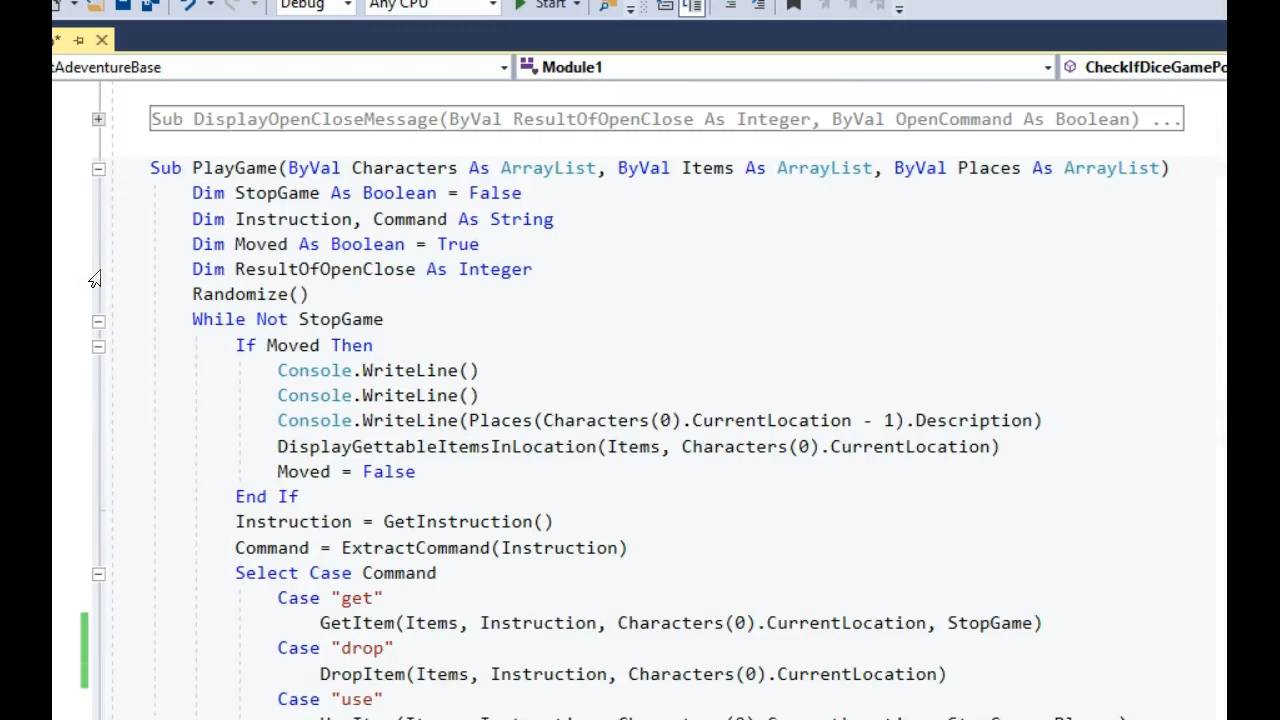 Debug Any CPU Start
tAdeventureBase Module1 CheckIfDiceGamePo
Sub DisplayOpenCloseMessage(ByVal ResultOfOpenClose As Integer, ByVal OpenCommand As Boolean) ...
Sub PlayGame(ByVal Characters As ArrayList, ByVal Items As ArrayList, ByVal Places As ArrayList)
Dim StopGame As Boolean = False
Dim Instruction, Command As String
Dim Moved As Boolean = True
Dim ResultOfOpenClose As Integer
Randomize()
While Not StopGame
If Moved Then
Console.WriteLine()
Console.WriteLine()
Console.WriteLine(Places(Characters(0).CurrentLocation - 1).Description)
DisplayGettableItemsInLocation(Items, Characters(0).CurrentLocation)
Moved = False
End If
Instruction = GetInstruction()
Command = ExtractCommand(Instruction)
Select Case Command
Case "get"
GetItem(Items, Instruction, Characters(0).CurrentLocation, StopGame)
Case "drop"
DropItem(Items, Instruction, Characters(0).CurrentLocation)
Case "use"